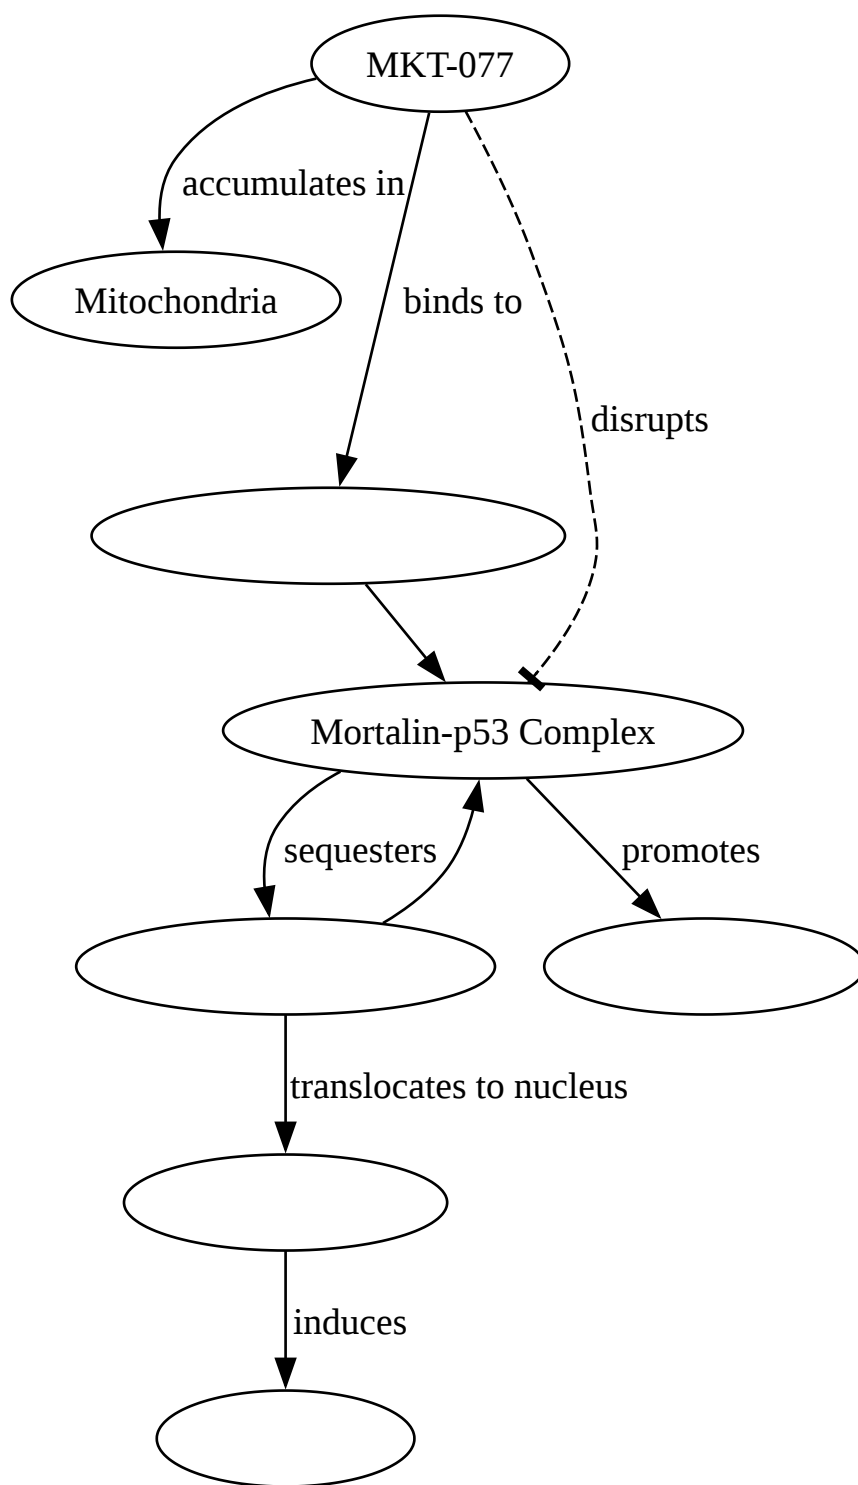 MKT-077
accumulates in
Mitochondria
binds to
disrupts
Mortalin-p53 Complex
sequesters
promotes
translocates to nucleus
induces